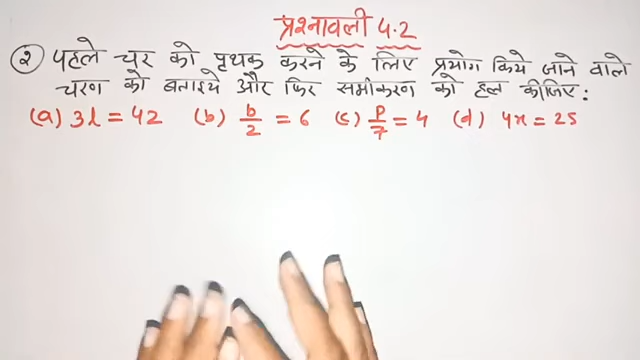 प्रश्नावली 4.2
२ पहले चर को पृथक करने के लिए प्रयोग किये जाने वाले
चरण को बताइये और फिर समीकरण को हल कीजिए:
(a) 3l = 42 (b) b/2 = 6 (c) p/7 = 4 (d) 4x = 25